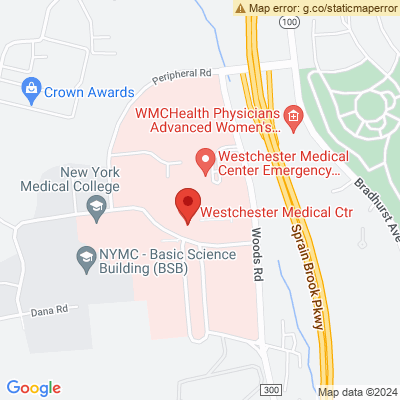 Map error: g.co/staticmaperror
100
Peripheral Rd
Crown Awards
WMCHealth Physicians
Advanced Women's...
Westchester Medical
Center Emergency...
New York
Medical College
Westchester Medical Ctr
Bradhurst Ave
Woods Rd
Sprain Brook Pkwy
NYMC - Basic Science
Building (BSB)
Dana Rd
300
Google
Map data ©2024